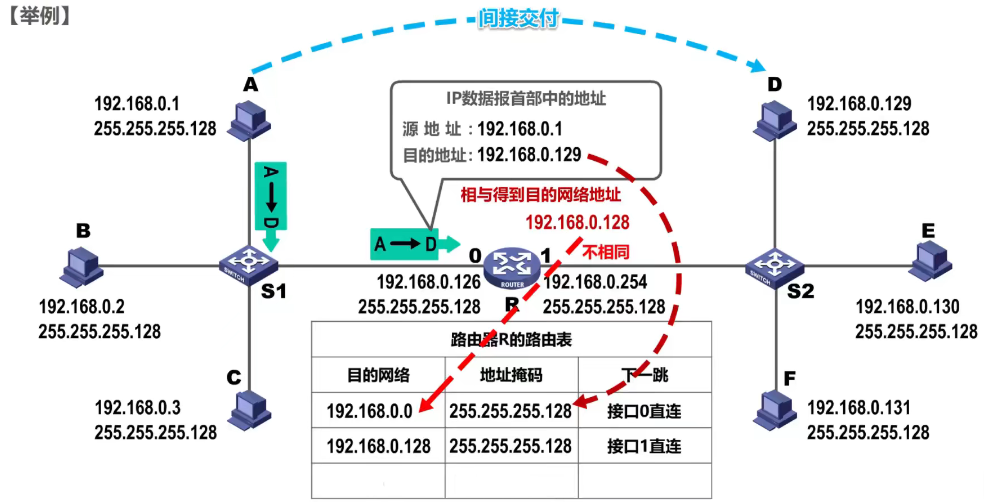 【举例】
间接交付
A
192.168.0.1
255.255.255.128
D
192.168.0.129
255.255.255.128
IP数据报首部中的地址
源地址：192.168.0.1
目的地址：192.168.0.129
A→D
相与得到目的网络地址
192.168.0.128
不相同
B
192.168.0.2
255.255.255.128
SWITCH
S1
A→D
0
1
ROUTER
R
192.168.0.126
255.255.255.128
192.168.0.254
255.255.255.128
SWITCH
S2
E
192.168.0.130
255.255.255.128
C
192.168.0.3
255.255.255.128
F
192.168.0.131
255.255.255.128
路由器R的路由表
目的网络 地址掩码 下一跳
192.168.0.0 255.255.255.128 接口0直连
192.168.0.128 255.255.255.128 接口1直连